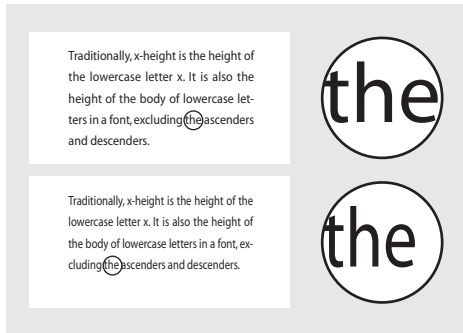 Traditionally, x-height is the height of
the lowercase letter x. It is also the
height of the body of lowercase let-
ters in a font, excluding the ascenders
and descenders.
the
Traditionally, x-height is the height of the
lowercase letter x. It is also the height of
the body of lowercase letters in a font, ex-
cluding the ascenders and descenders.
the